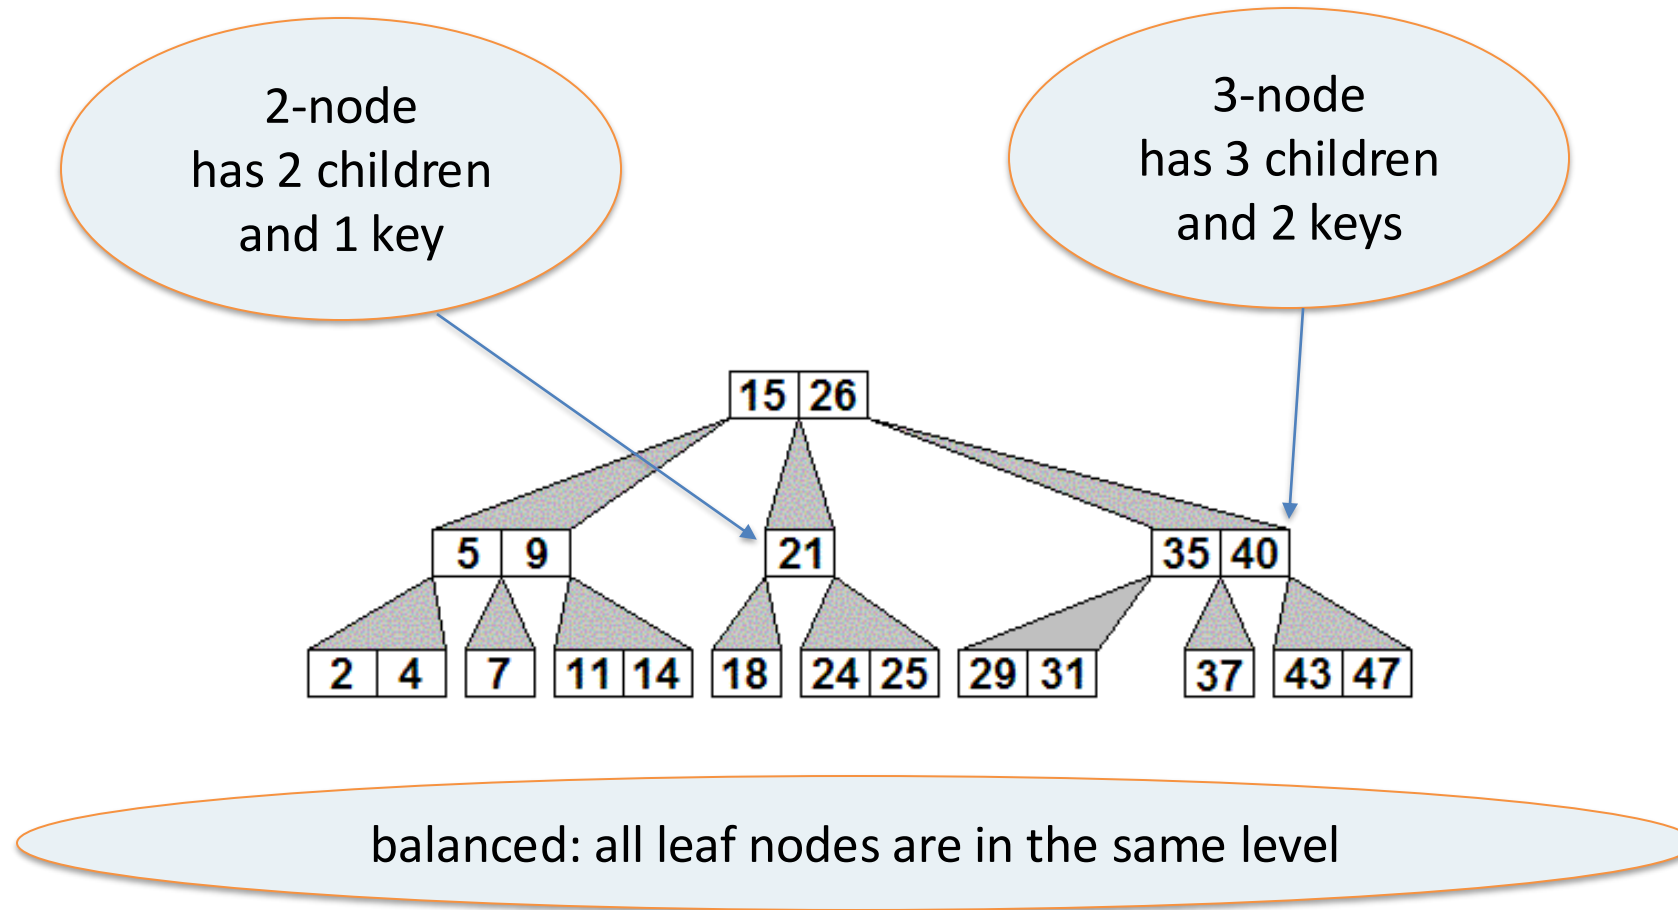 2-node
has 2 children
and 1 key
3-node
has 3 children
and 2 keys
15 26
5 9
21
35 40
2 4
7
11 14
18
24 25
29 31
37
43 47
balanced: all leaf nodes are in the same level